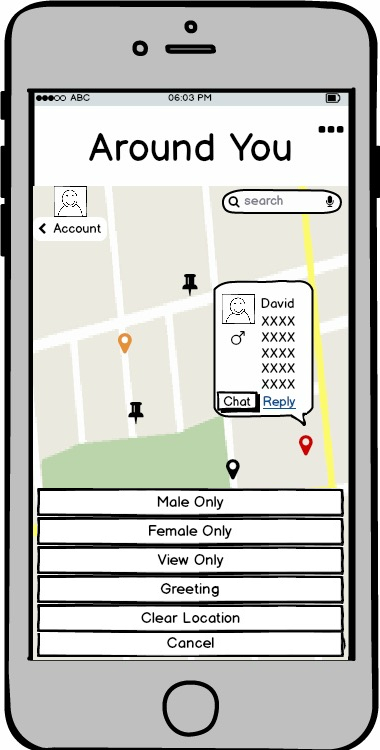 ABC 06:03 PM
Around You
search
Account
David
XXXX
XXXX
XXXX
XXXX
XXXX
Chat Reply
Male Only
Female Only
View Only
Greeting
Clear Location
Cancel